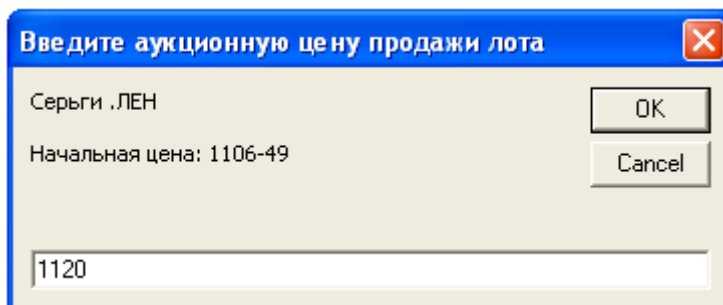 Введите аукционную цену продажи лота
Серьги .ЛЕН
OK
Начальная цена: 1106-49
Cancel
1120